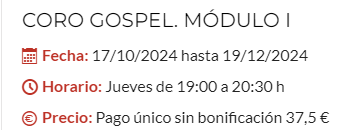 CORO GOSPEL. MÓDULO I
Fecha: 17/10/2024 hasta 19/12/2024
Horario: Jueves de 19:00 a 20:30 h
Precio: Pago único sin bonificación 37,5 €